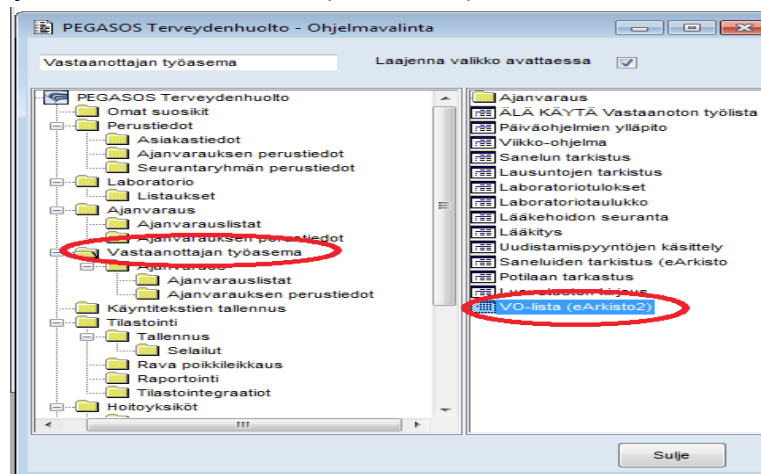 PEGASOS Terveydenhuolto - Ohjelmavalinta
Vastaanottajan työasema
Laajenna valikko avattaessa
PEGASOS Terveydenhuolto
Omat suosikit
Perustiedot
Asiakastiedot
Ajanvarauksen perustiedot
Seurantaryhmän perustiedot
Laboratorio
Listaukset
Ajanvaraus
Ajanvarauslistat
Ajanvarauksen perustiedot
Vastaanottajan työasema
Ajanvaraus
Ajanvarauslistat
Ajanvarauksen perustiedot
Käyntitekstien tallennus
Tilastointi
Tallennus
Selailut
Rava poikkileikkaus
Raportointi
Tilastointegraatiot
Hoitoyksiköt
Ajanvaraus
ÄLÄ KÄYTÄ Vastaanoton työlista
Päiväohjelmien ylläpito
Viikko-ohjelma
Sanelun tarkistus
Lausuntojen tarkistus
Laboratoriotulokset
Laboratoriotaulukko
Lääkehoidon seuranta
Lääkitys
Uudistamispyyntöjen käsittely
Saneluiden tarkistus (eArkisto
Potilaan tarkastus
VO-lista (eArkisto2)
Sulje